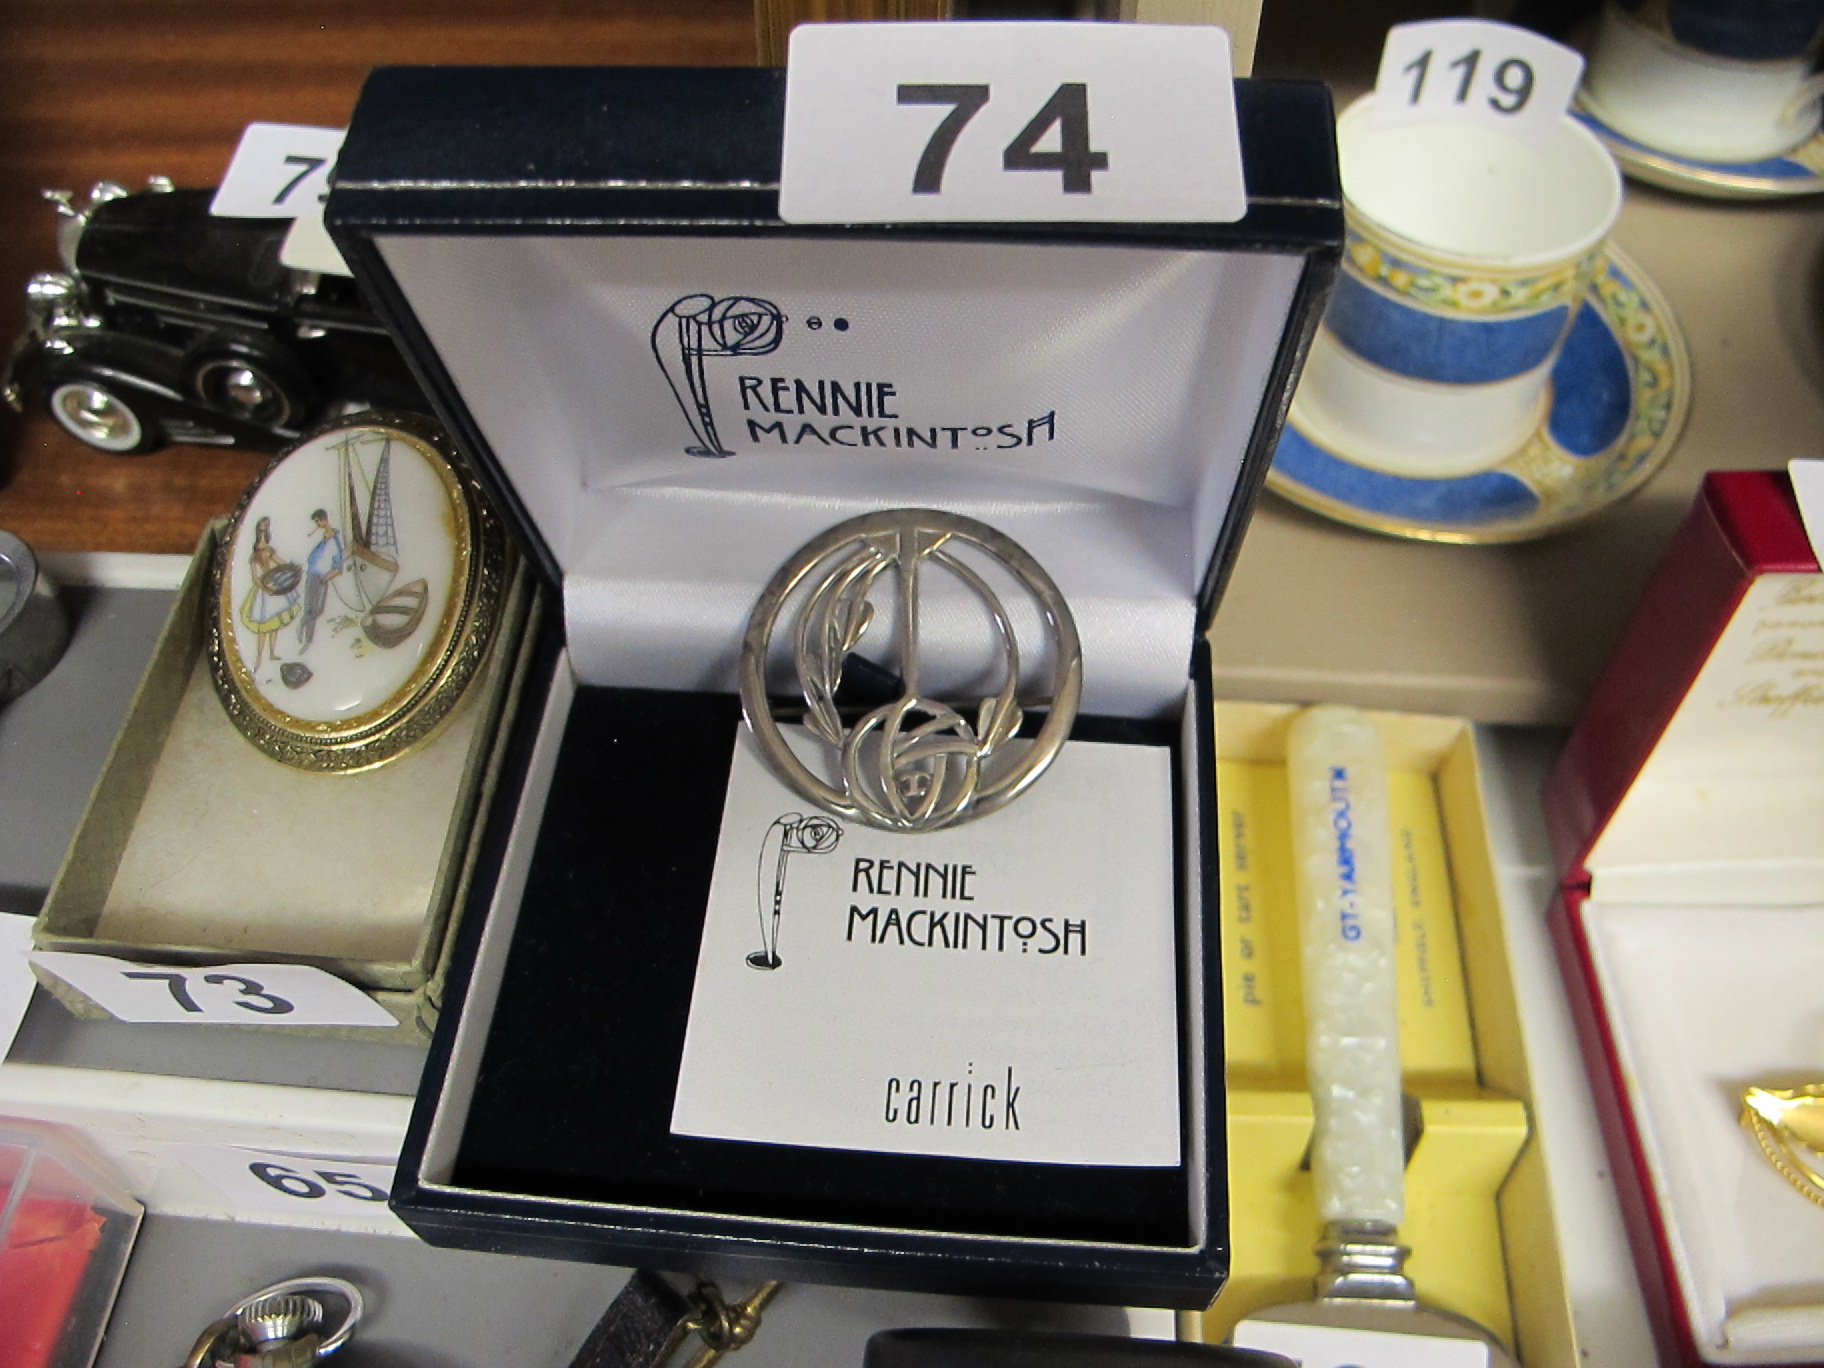 74
119
RENNIE
MACKINTOSH
RENNIE
MACKINTOSH
carrick
73
65
GT-YARMOUTH
pie or tart server
SHEFFIELD, ENGLAND